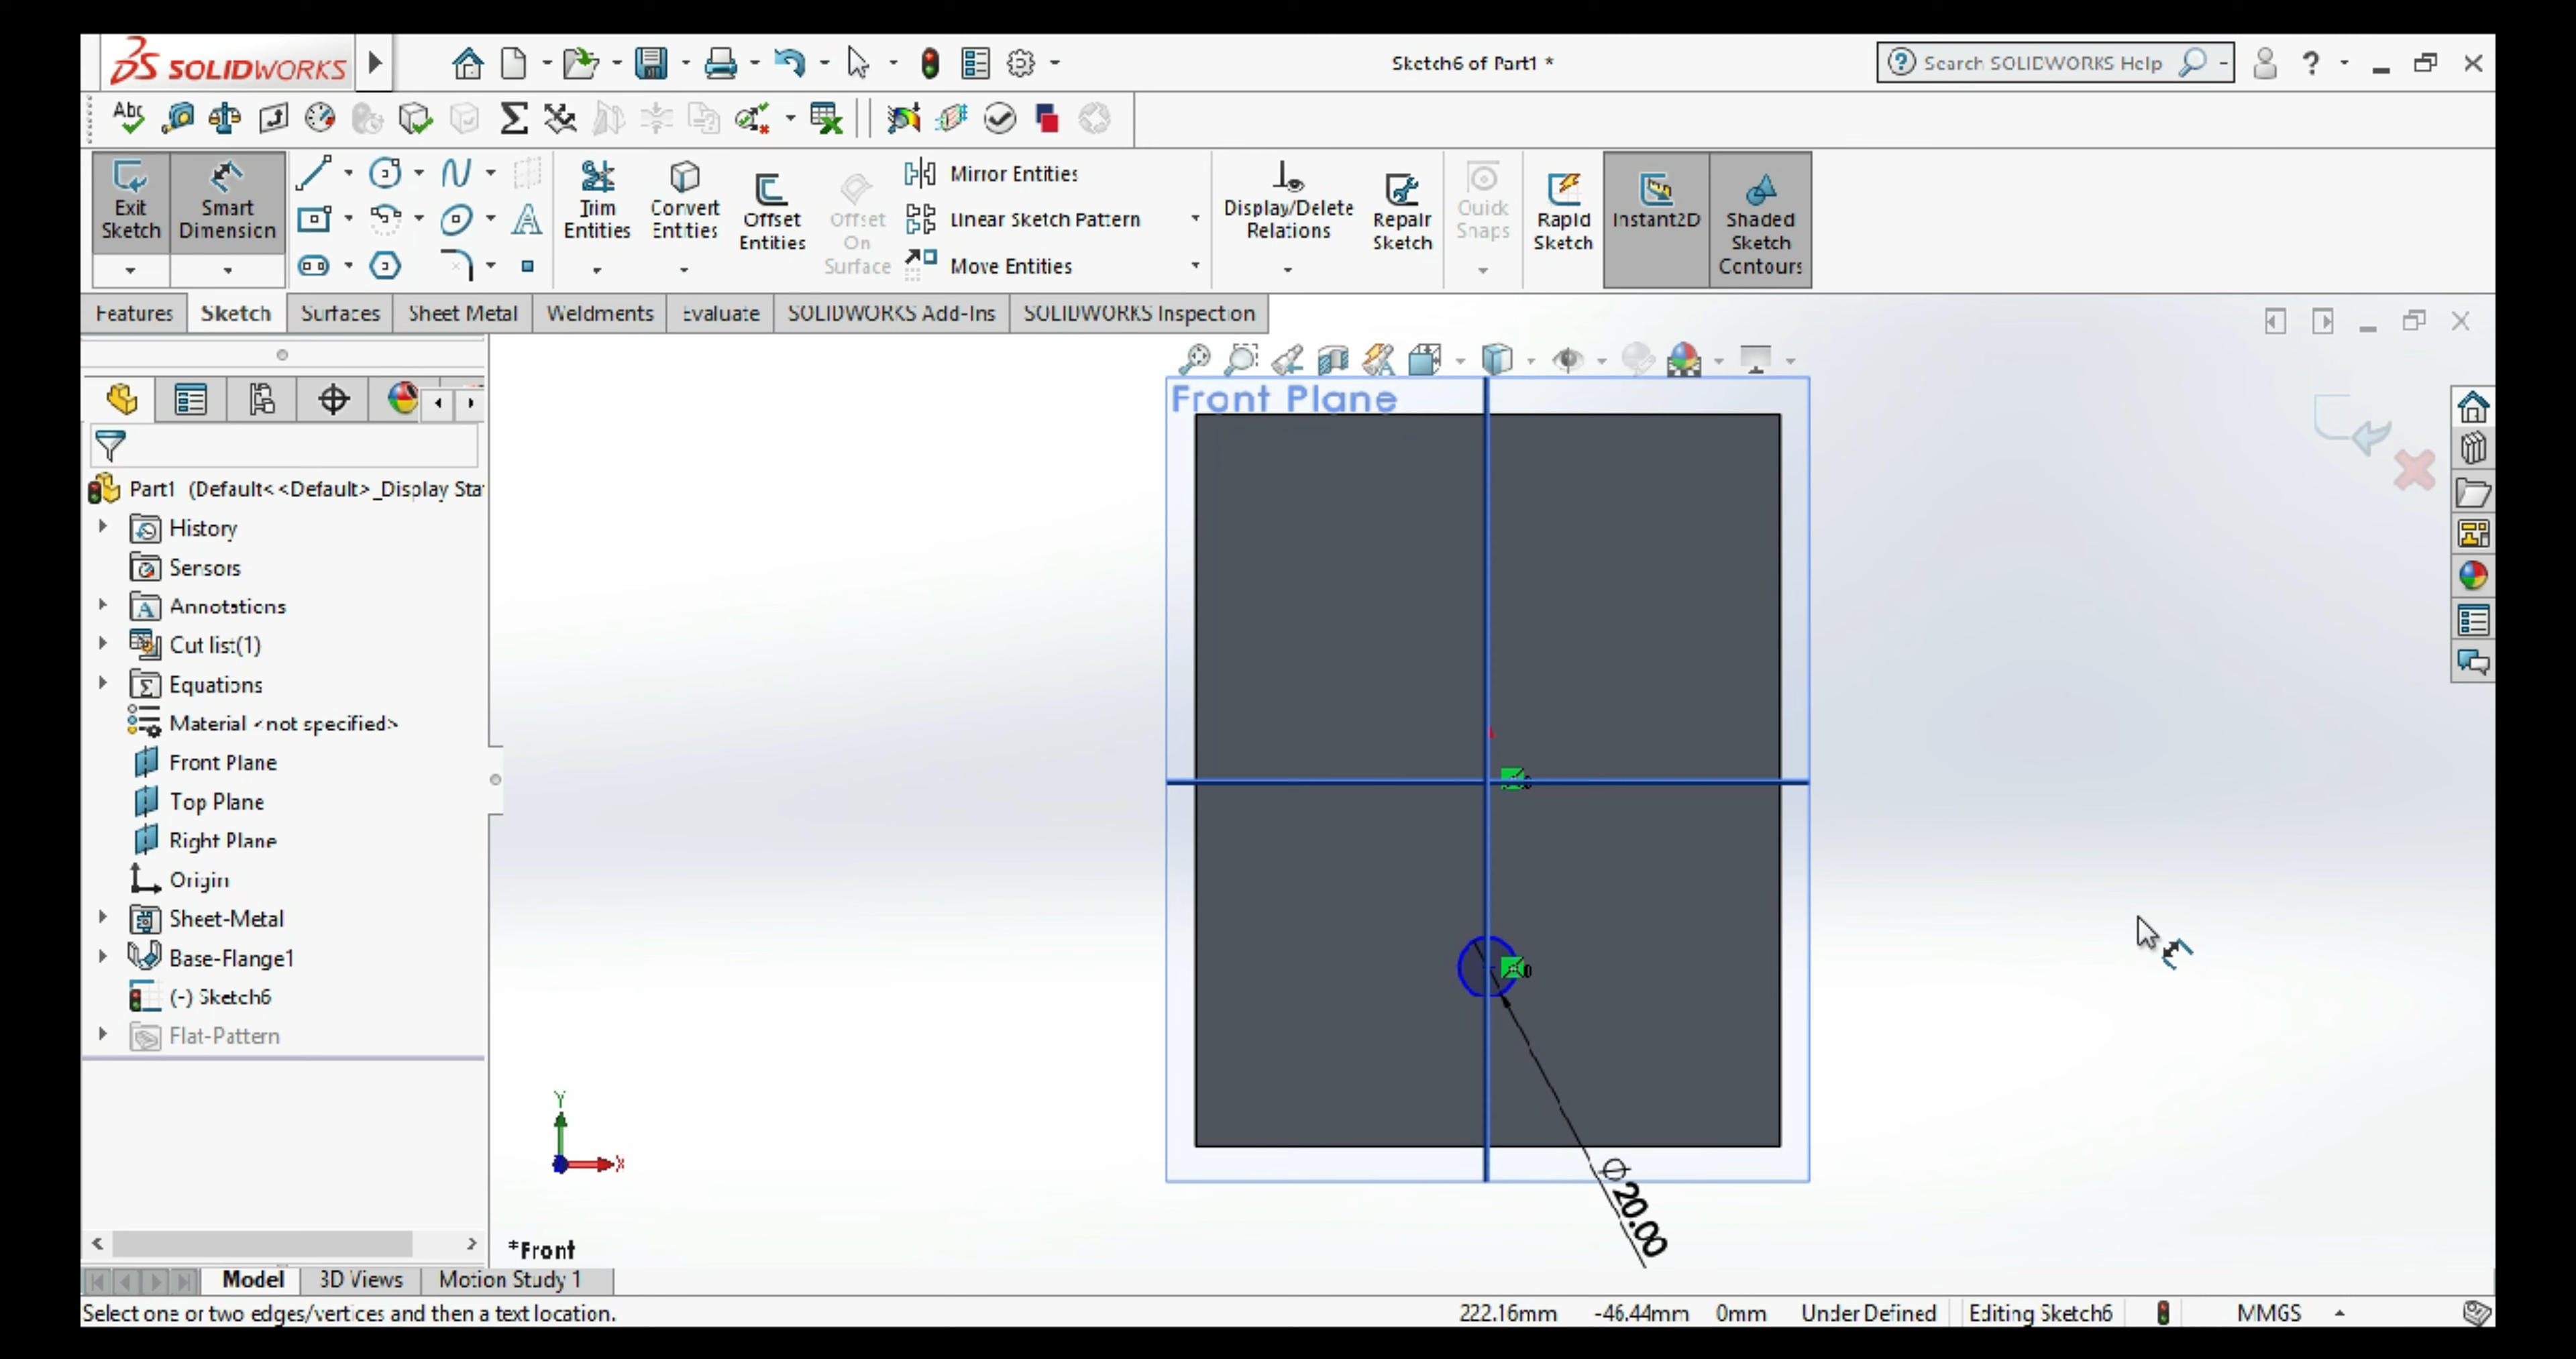 SOLIDWORKS
Sketch6 of Part1 *
Search SOLIDWORKS Help
Abc
Exit Sketch
Smart Dimension
Trim Entities
Convert Entities
Offset Entities
Offset On Surface
Mirror Entities
Linear Sketch Pattern
Move Entities
Display/Delete Relations
Repair Sketch
Quick Snaps
Rapid Sketch
Instant2D
Shaded Sketch Contours
Features
Sketch
Surfaces
Sheet Metal
Weldments
Evaluate
SOLIDWORKS Add-Ins
SOLIDWORKS Inspection
Front Plane
Part1 (Default<<Default>_Display Sta
History
Sensors
Annotations
Cut list(1)
Equations
Material <not specified>
Front Plane
Top Plane
Right Plane
Origin
Sheet-Metal
Base-Flange1
(-) Sketch6
Flat-Pattern
Y
X
Ø20.00
*Front
Model
3D Views
Motion Study 1
Select one or two edges/vertices and then a text location.
222.16mm
-46.44mm
0mm
Under Defined
Editing Sketch6
MMGS